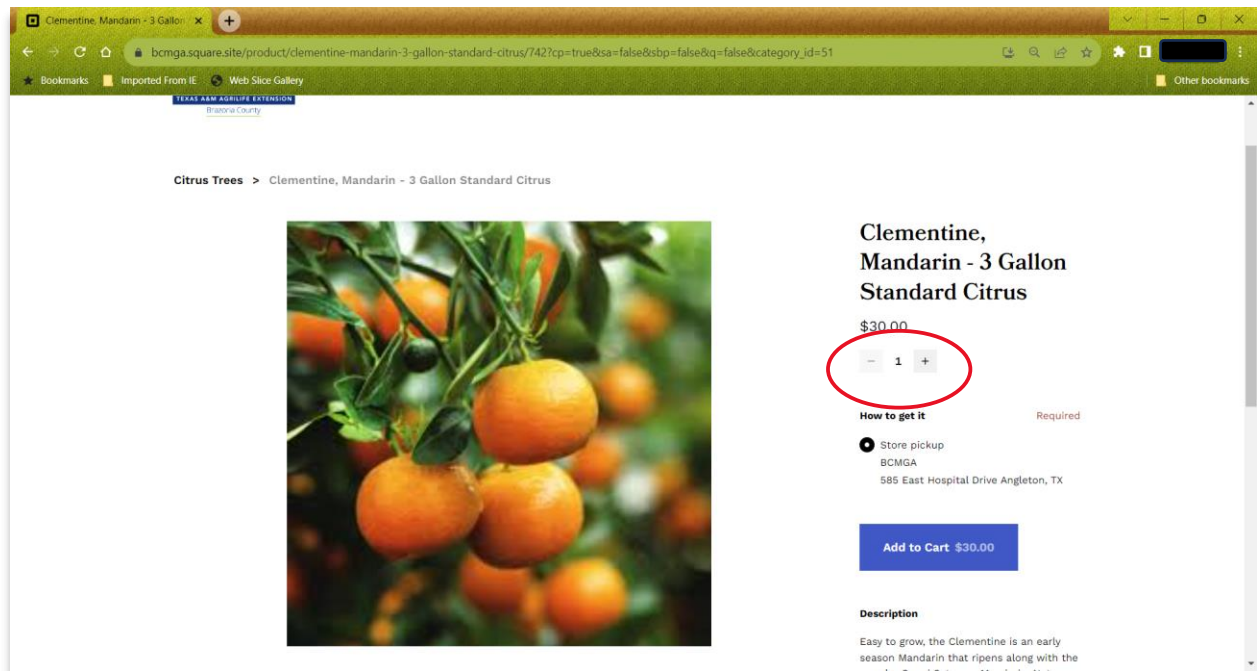 Clementine, Mandarin - 3 Gallon
bcmga.square.site/product/clementine-mandarin-3-gallon-standard-citrus/742?cp=true&sa=false&sbp=false&q=false&category_id=51
Bookmarks Imported From IE Web Slice Gallery Other bookmarks
TEXAS A&M AGRILIFE EXTENSION
Brazoria County
Citrus Trees > Clementine, Mandarin - 3 Gallon Standard Citrus
Clementine,
Mandarin - 3 Gallon
Standard Citrus
$30.00
− 1 +
How to get it Required
Store pickup
BCMGA
585 East Hospital Drive Angleton, TX
Add to Cart $30.00
Description
Easy to grow, the Clementine is an early
season Mandarin that ripens along with the